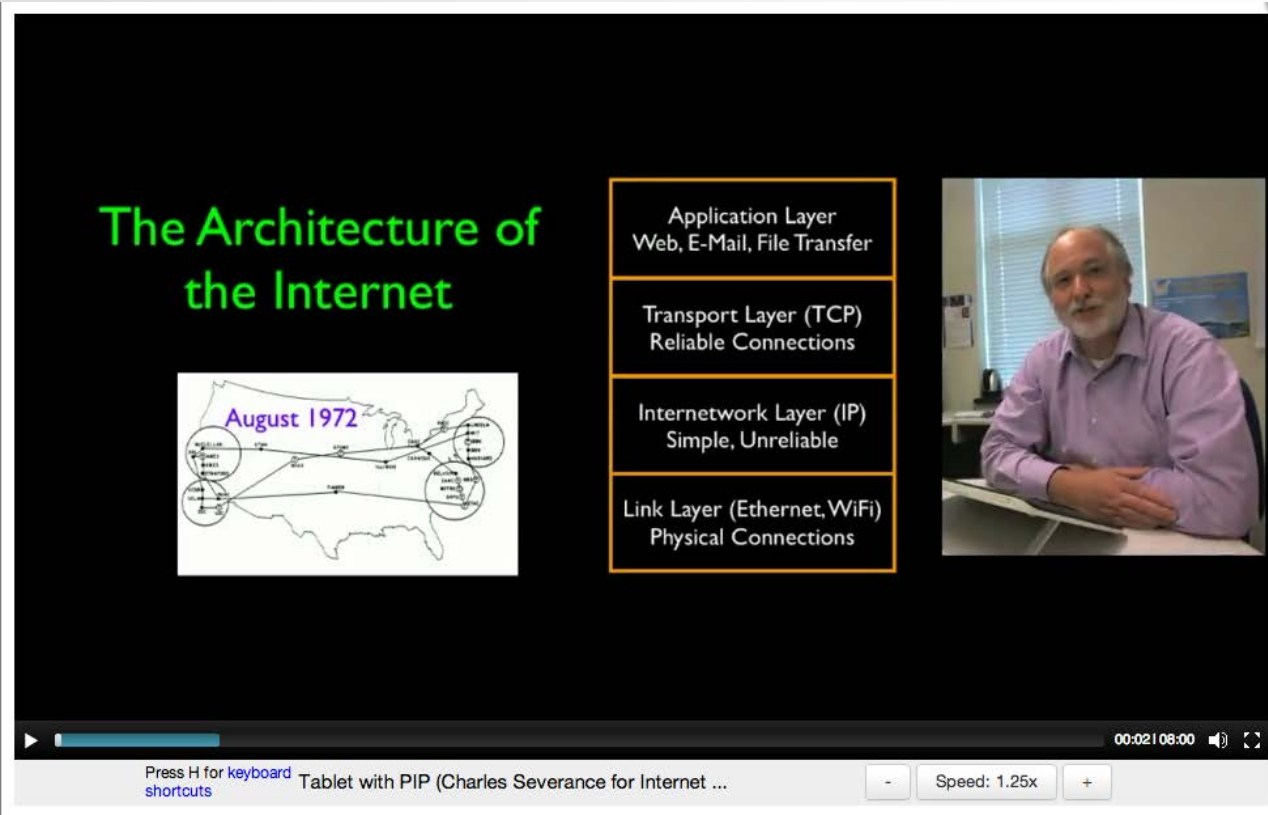 The Architecture of
the Internet
August 1972
Application Layer
Web, E-Mail, File Transfer
Transport Layer (TCP)
Reliable Connections
Internetwork Layer (IP)
Simple, Unreliable
Link Layer (Ethernet, WiFi)
Physical Connections
00:02|08:00
Press H for keyboard
shortcuts
Tablet with PIP (Charles Severance for Internet ...
-
Speed: 1.25x
+